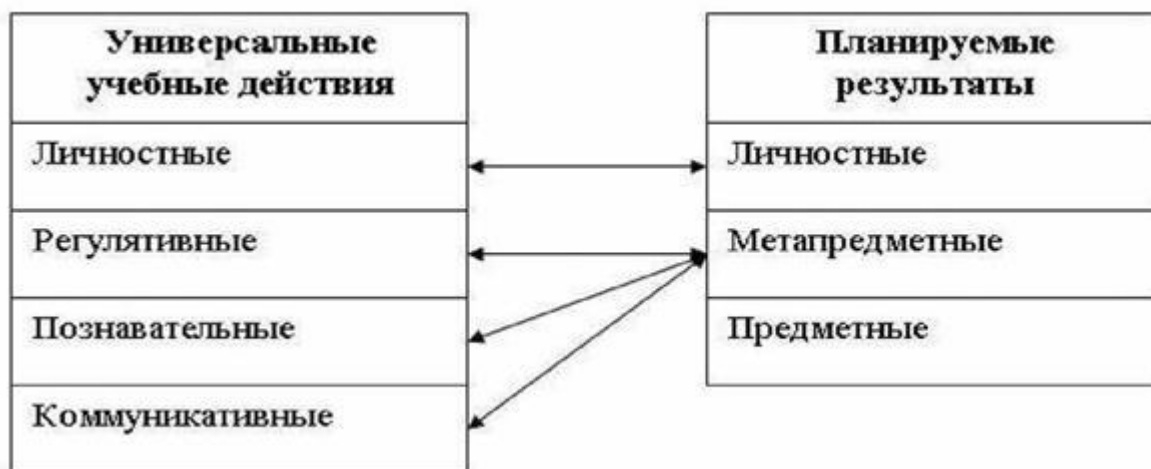 Универсальные
учебные действия
Личностные
Регулятивные
Познавательные
Коммуникативные
Планируемые
результаты
Личностные
Метапредметные
Предметные